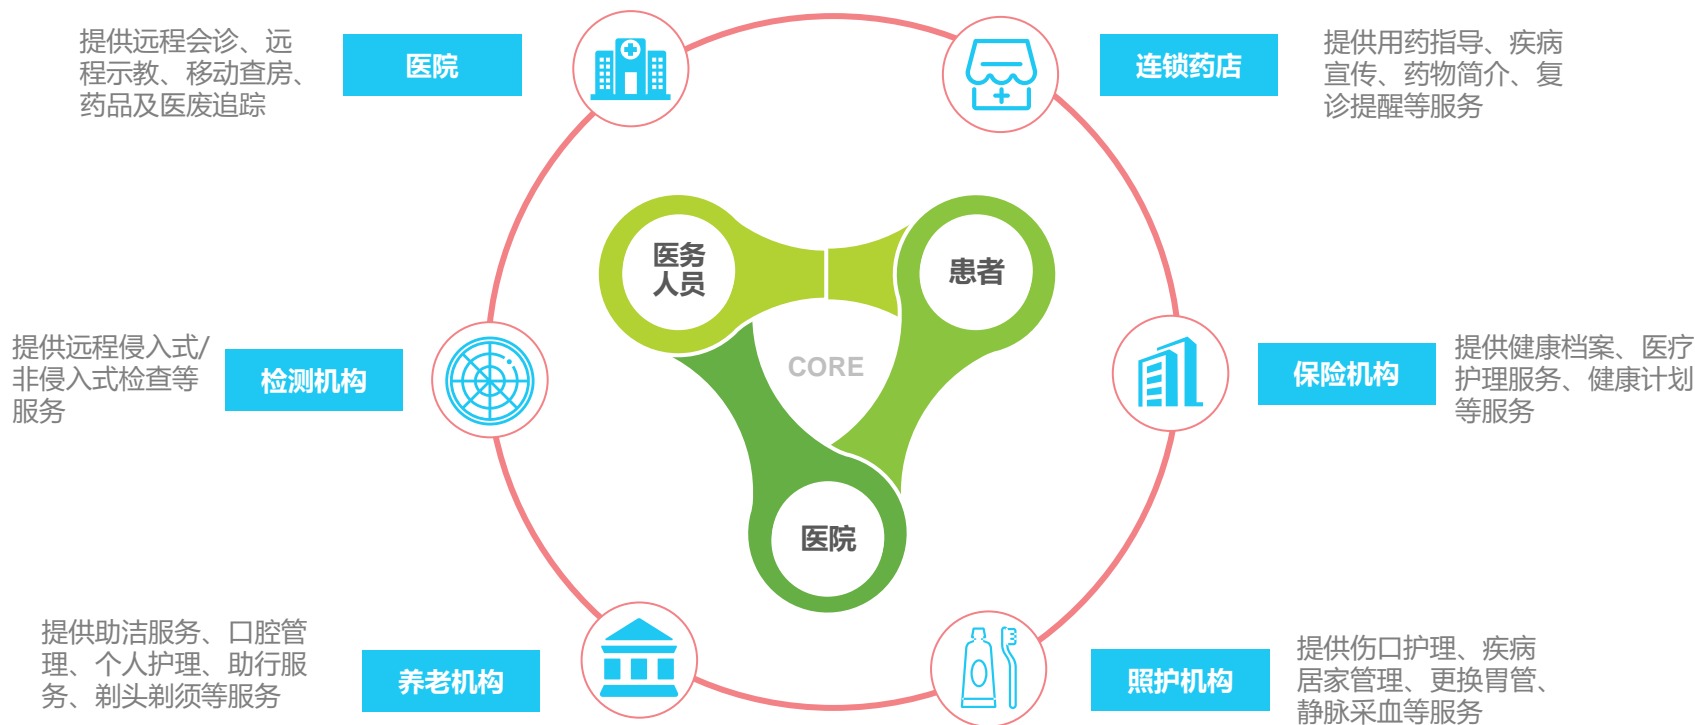 提供远程会诊、远
程示教、移动查房、
药品及医废追踪
医院
连锁药店
提供用药指导、疾病
宣传、药物简介、复
诊提醒等服务
医务
人员
患者
CORE
医院
提供远程侵入式/
非侵入式检查等
服务
检测机构
保险机构
提供健康档案、医疗
护理服务、健康计划
等服务
提供助洁服务、口腔管
理、个人护理、助行服
务、剃头剃须等服务
养老机构
照护机构
提供伤口护理、疾病
居家管理、更换胃管、
静脉采血等服务